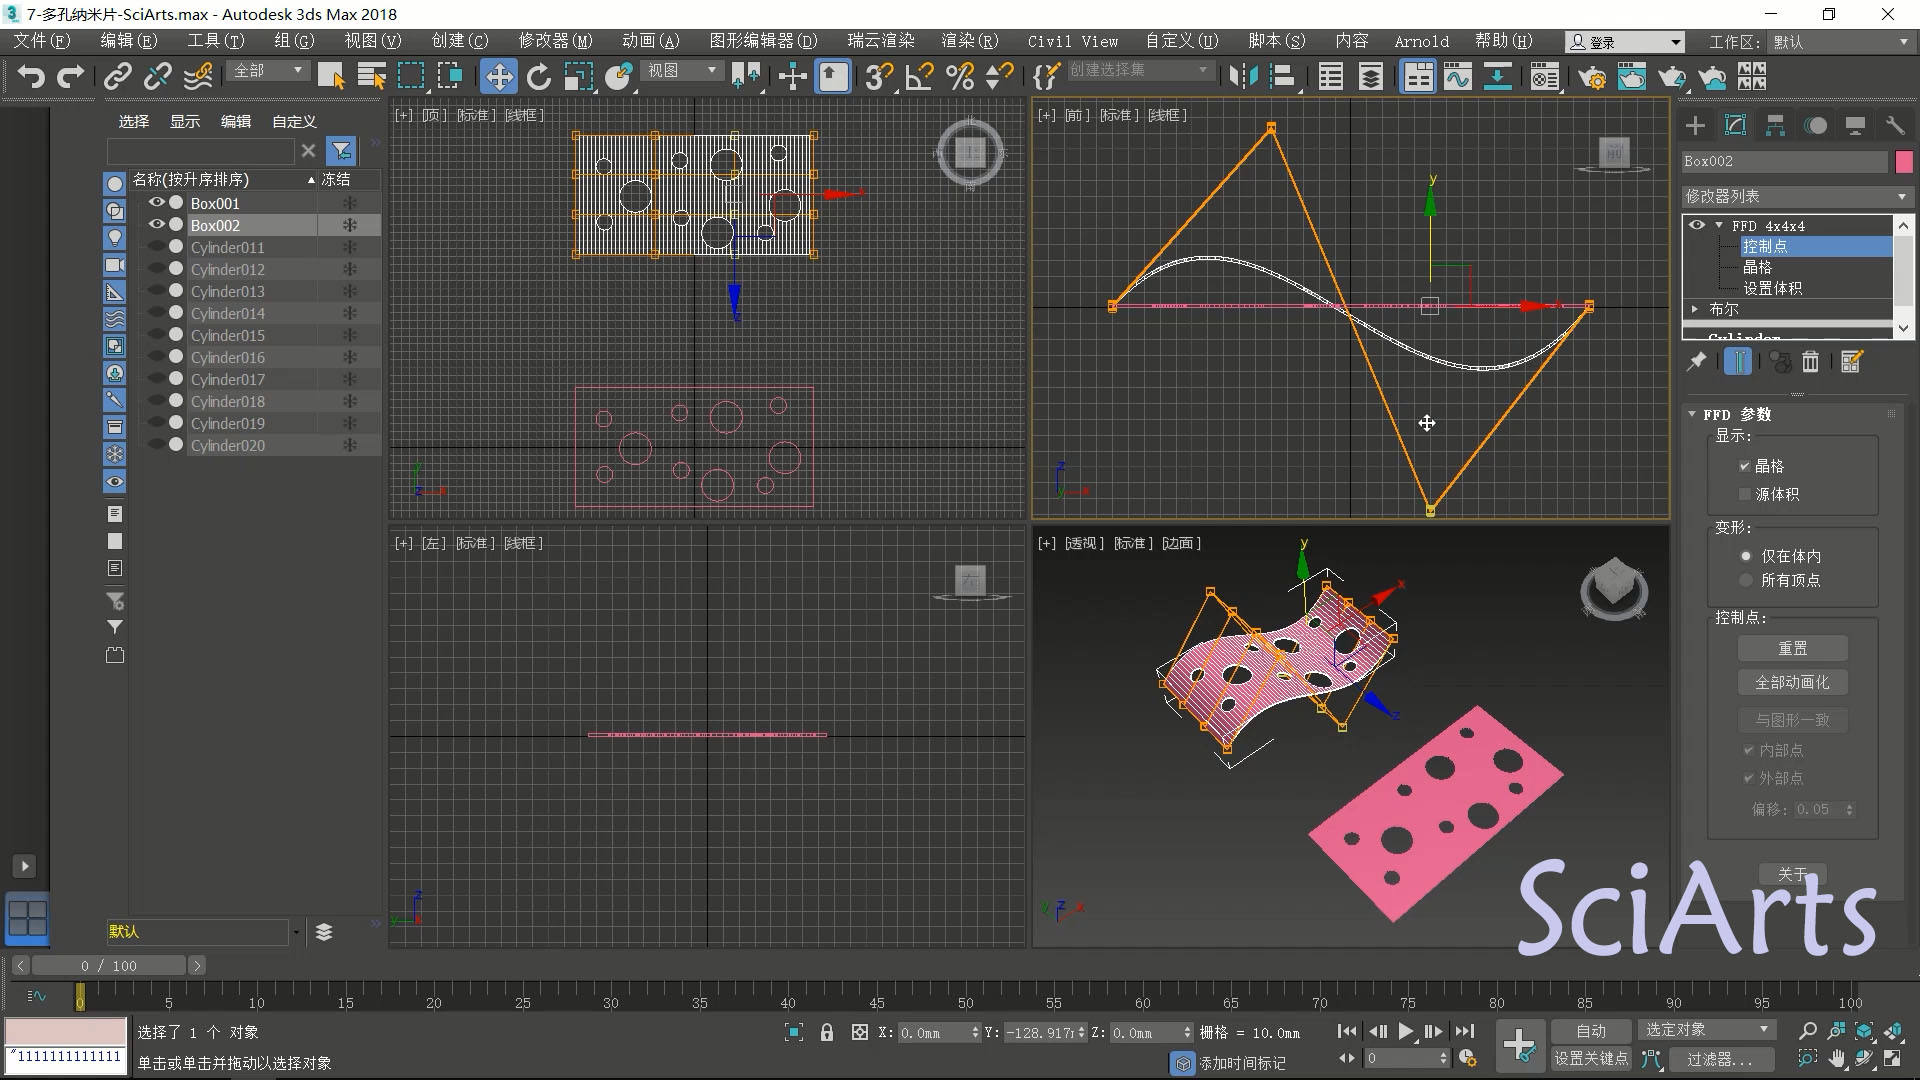 7-多孔纳米片-SciArts.max - Autodesk 3ds Max 2018
文件(F) 编辑(E) 工具(T) 组(G) 视图(V) 创建(C) 修改器(M) 动画(A) 图形编辑器(D) 瑞云渲染 渲染(R) Civil View 自定义(U) 脚本(S) 内容 Arnold 帮助(H) 登录 工作区: 默认
全部 视图 创建选择集
选择 显示 编辑 自定义
名称(按升序排序) 冻结
Box001
Box002
Cylinder011
Cylinder012
Cylinder013
Cylinder014
Cylinder015
Cylinder016
Cylinder017
Cylinder018
Cylinder019
Cylinder020
默认
[+] [顶] [标准] [线框]
[+] [前] [标准] [线框]
[+] [左] [标准] [线框]
[+] [透视] [标准] [边面]
Box002
修改器列表
FFD 4x4x4
控制点
晶格
设置体积
布尔
Cylinder
FFD 参数
显示:
晶格
源体积
变形:
仅在体内
所有顶点
控制点:
重置
全部动画化
与图形一致
内部点
外部点
偏移: 0.05
关于
SciArts
0 / 100
0 5 10 15 20 25 30 35 40 45 50 55 60 65 70 75 80 85 90 95 100
选择了 1 个 对象
"1111111111111
单击或单击并拖动以选择对象
X: 0.0mm Y: -128.917m Z: 0.0mm 栅格 = 10.0mm
添加时间标记
0
自动 选定对象
设置关键点 过滤器...